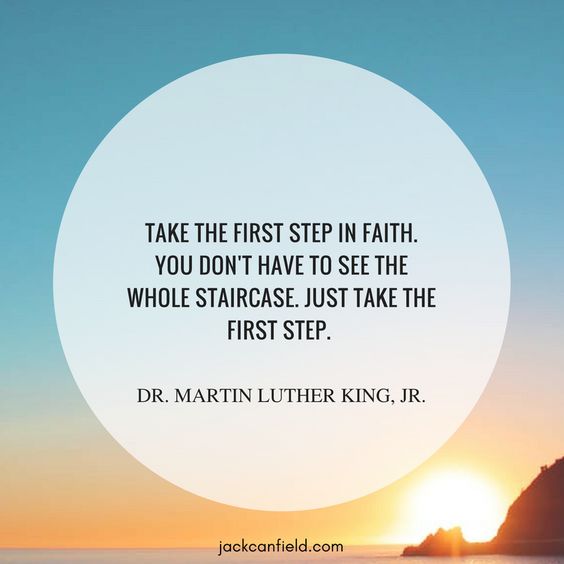 TAKE THE FIRST STEP IN FAITH.
YOU DON'T HAVE TO SEE THE
WHOLE STAIRCASE. JUST TAKE THE
FIRST STEP.
DR. MARTIN LUTHER KING, JR.
jackcanfield.com